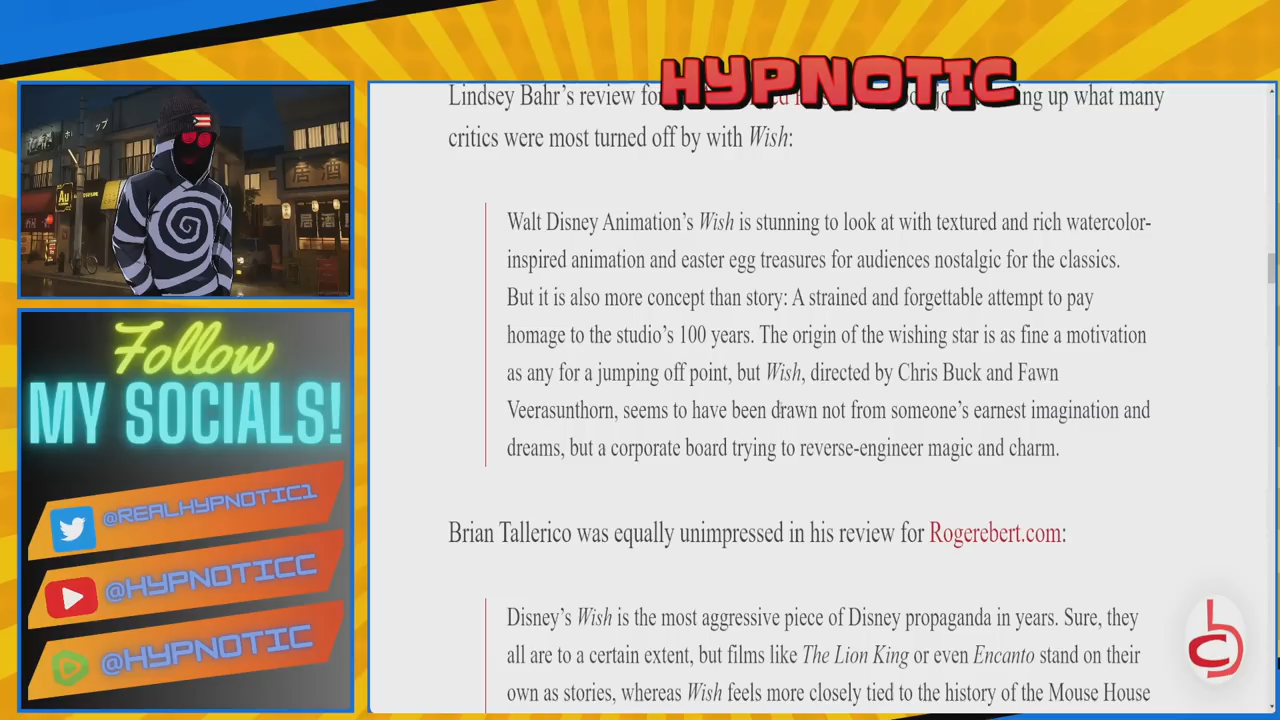 HYPNOTIC
Lindsey Bahr's review for ing up what many
critics were most turned off by with Wish:
Walt Disney Animation's Wish is stunning to look at with textured and rich watercolor-
inspired animation and easter egg treasures for audiences nostalgic for the classics.
But it is also more concept than story: A strained and forgettable attempt to pay
homage to the studio's 100 years. The origin of the wishing star is as fine a motivation
as any for a jumping off point, but Wish, directed by Chris Buck and Fawn
Veerasunthorn, seems to have been drawn not from someone's earnest imagination and
dreams, but a corporate board trying to reverse-engineer magic and charm.
Brian Tallerico was equally unimpressed in his review for Rogerebert.com:
Disney's Wish is the most aggressive piece of Disney propaganda in years. Sure, they
all are to a certain extent, but films like The Lion King or even Encanto stand on their
own as stories, whereas Wish feels more closely tied to the history of the Mouse House
Au
居酒
Follow
MY SOCIALS!
@REALHYPNOTIC1
@HYPNOTICC
@HYPNOTIC